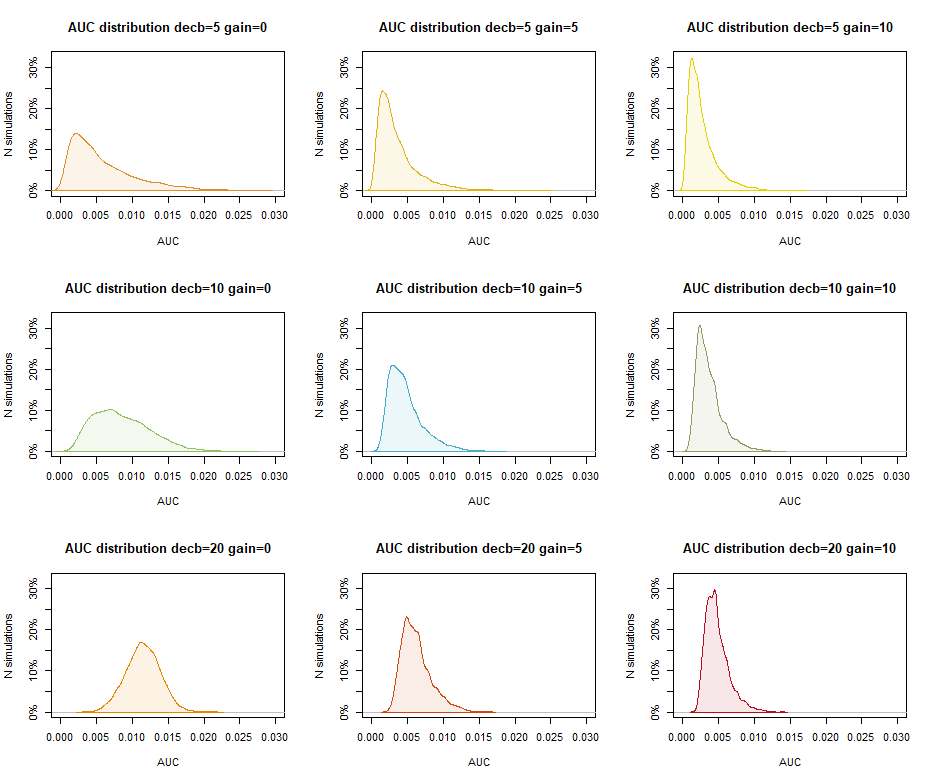 AUC distribution decb=5 gain=0
AUC distribution decb=5 gain=5
AUC distribution decb=5 gain=10
N simulations
0% 10% 20% 30%
N simulations
0% 10% 20% 30%
N simulations
0% 10% 20% 30%
0.000 0.005 0.010 0.015 0.020 0.025 0.030
0.000 0.005 0.010 0.015 0.020 0.025 0.030
0.000 0.005 0.010 0.015 0.020 0.025 0.030
AUC
AUC
AUC
AUC distribution decb=10 gain=0
AUC distribution decb=10 gain=5
AUC distribution decb=10 gain=10
N simulations
0% 10% 20% 30%
N simulations
0% 10% 20% 30%
N simulations
0% 10% 20% 30%
0.000 0.005 0.010 0.015 0.020 0.025 0.030
0.000 0.005 0.010 0.015 0.020 0.025 0.030
0.000 0.005 0.010 0.015 0.020 0.025 0.030
AUC
AUC
AUC
AUC distribution decb=20 gain=0
AUC distribution decb=20 gain=5
AUC distribution decb=20 gain=10
N simulations
0% 10% 20% 30%
N simulations
0% 10% 20% 30%
N simulations
0% 10% 20% 30%
0.000 0.005 0.010 0.015 0.020 0.025 0.030
0.000 0.005 0.010 0.015 0.020 0.025 0.030
0.000 0.005 0.010 0.015 0.020 0.025 0.030
AUC
AUC
AUC